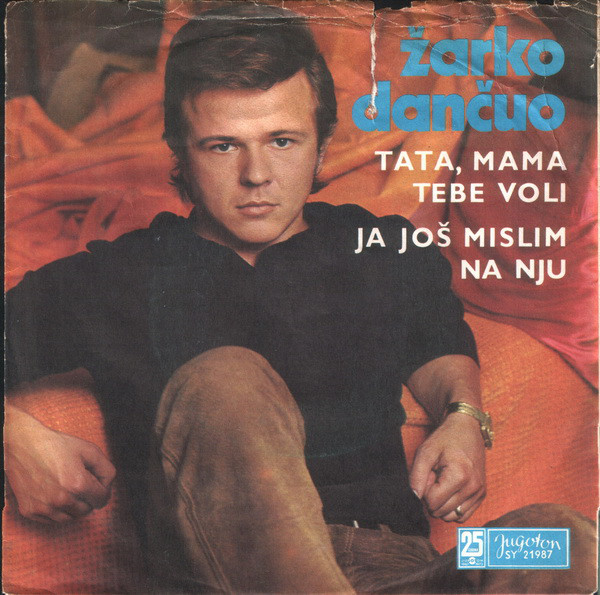 žarko
dančuo
TATA, MAMA
TEBE VOLI
JA JOŠ MISLIM
NA NJU
25
Jugoton
SY 21987